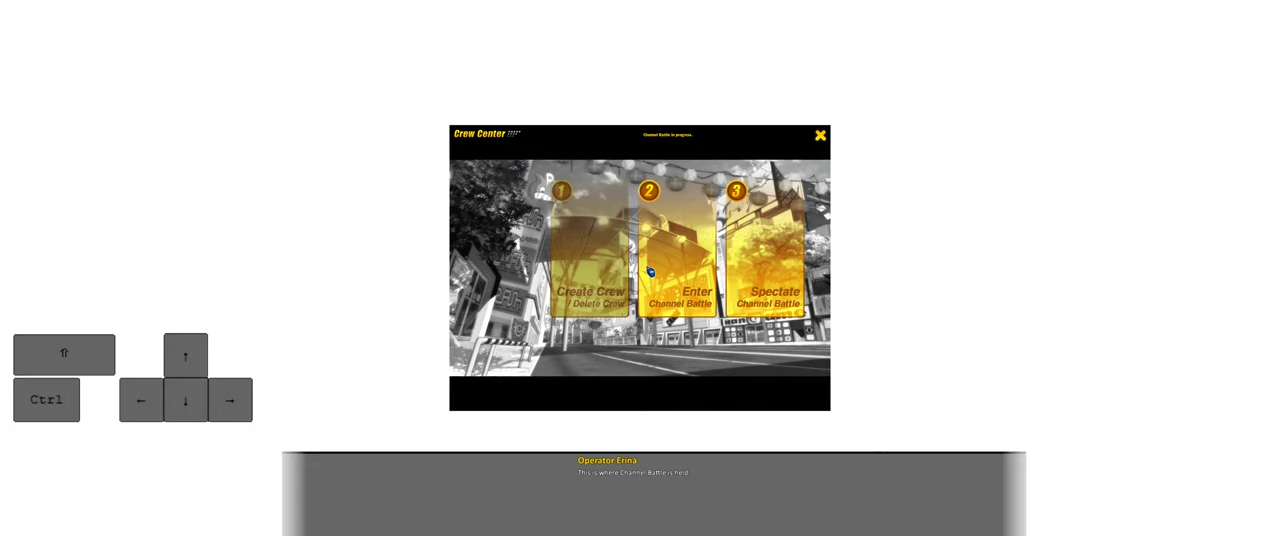 Crew Center
Channel Battle in progress.
1
2
3
Create Crew
/ Delete Crew
Enter
Channel Battle
Spectate
Channel Battle
⇧
↑
Ctrl
←
↓
→
Operator Erina
This is where Channel Battle is held